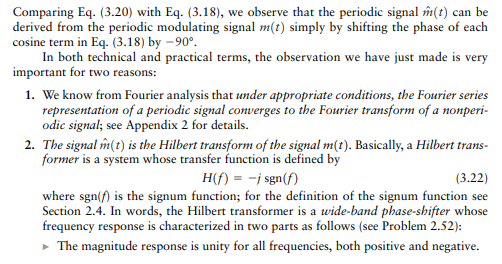 Comparing Eq. (3.20) with Eq. (3.18), we observe that the periodic signal m̂(t) can be
derived from the periodic modulating signal m(t) simply by shifting the phase of each
cosine term in Eq. (3.18) by −90°.
In both technical and practical terms, the observation we have just made is very
important for two reasons:
1. We know from Fourier analysis that under appropriate conditions, the Fourier series
representation of a periodic signal converges to the Fourier transform of a nonperi-
odic signal; see Appendix 2 for details.
2. The signal m̂(t) is the Hilbert transform of the signal m(t). Basically, a Hilbert trans-
former is a system whose transfer function is defined by
H(f) = −j sgn(f) (3.22)
where sgn(f) is the signum function; for the definition of the signum function see
Section 2.4. In words, the Hilbert transformer is a wide-band phase-shifter whose
frequency response is characterized in two parts as follows (see Problem 2.52):
▸ The magnitude response is unity for all frequencies, both positive and negative.